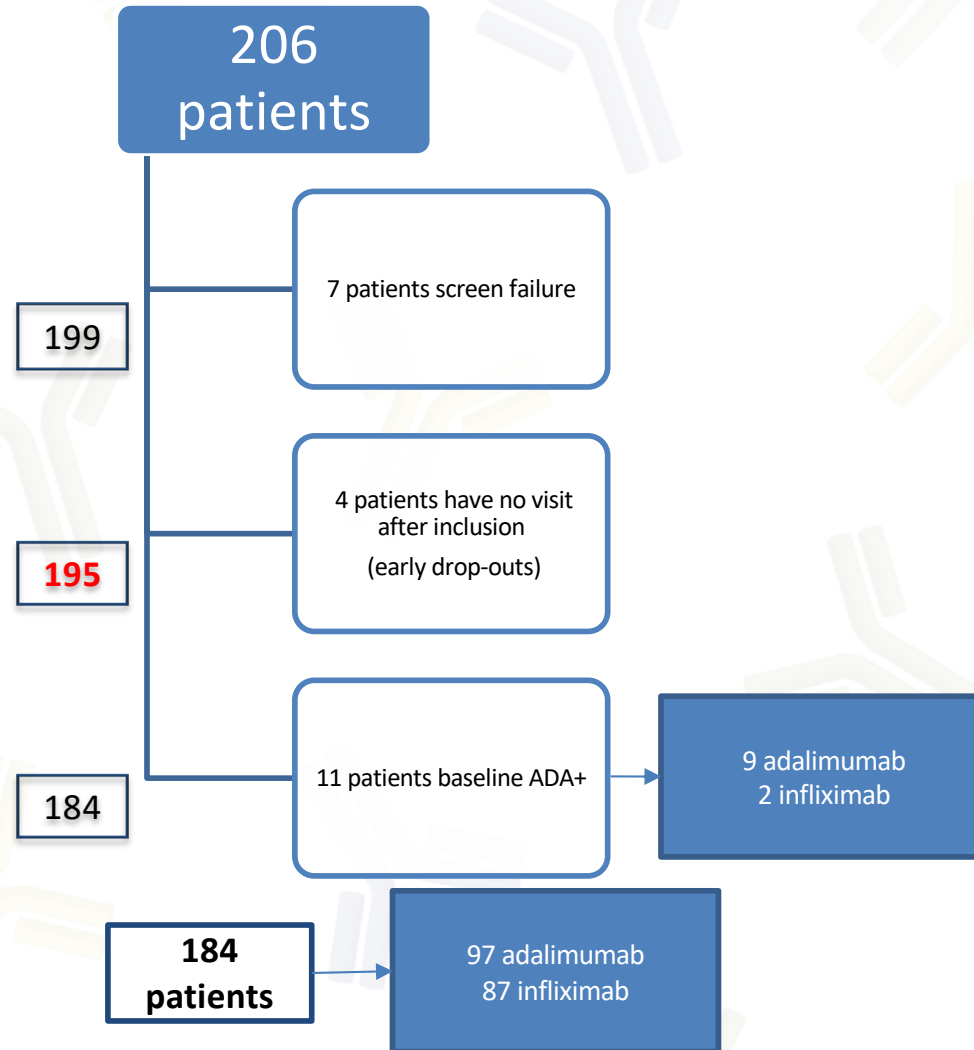 206
patients
7 patients screen failure
199
4 patients have no visit
after inclusion
(early drop-outs)
195
11 patients baseline ADA+
9 adalimumab
2 infliximab
184
184
patients
97 adalimumab
87 infliximab